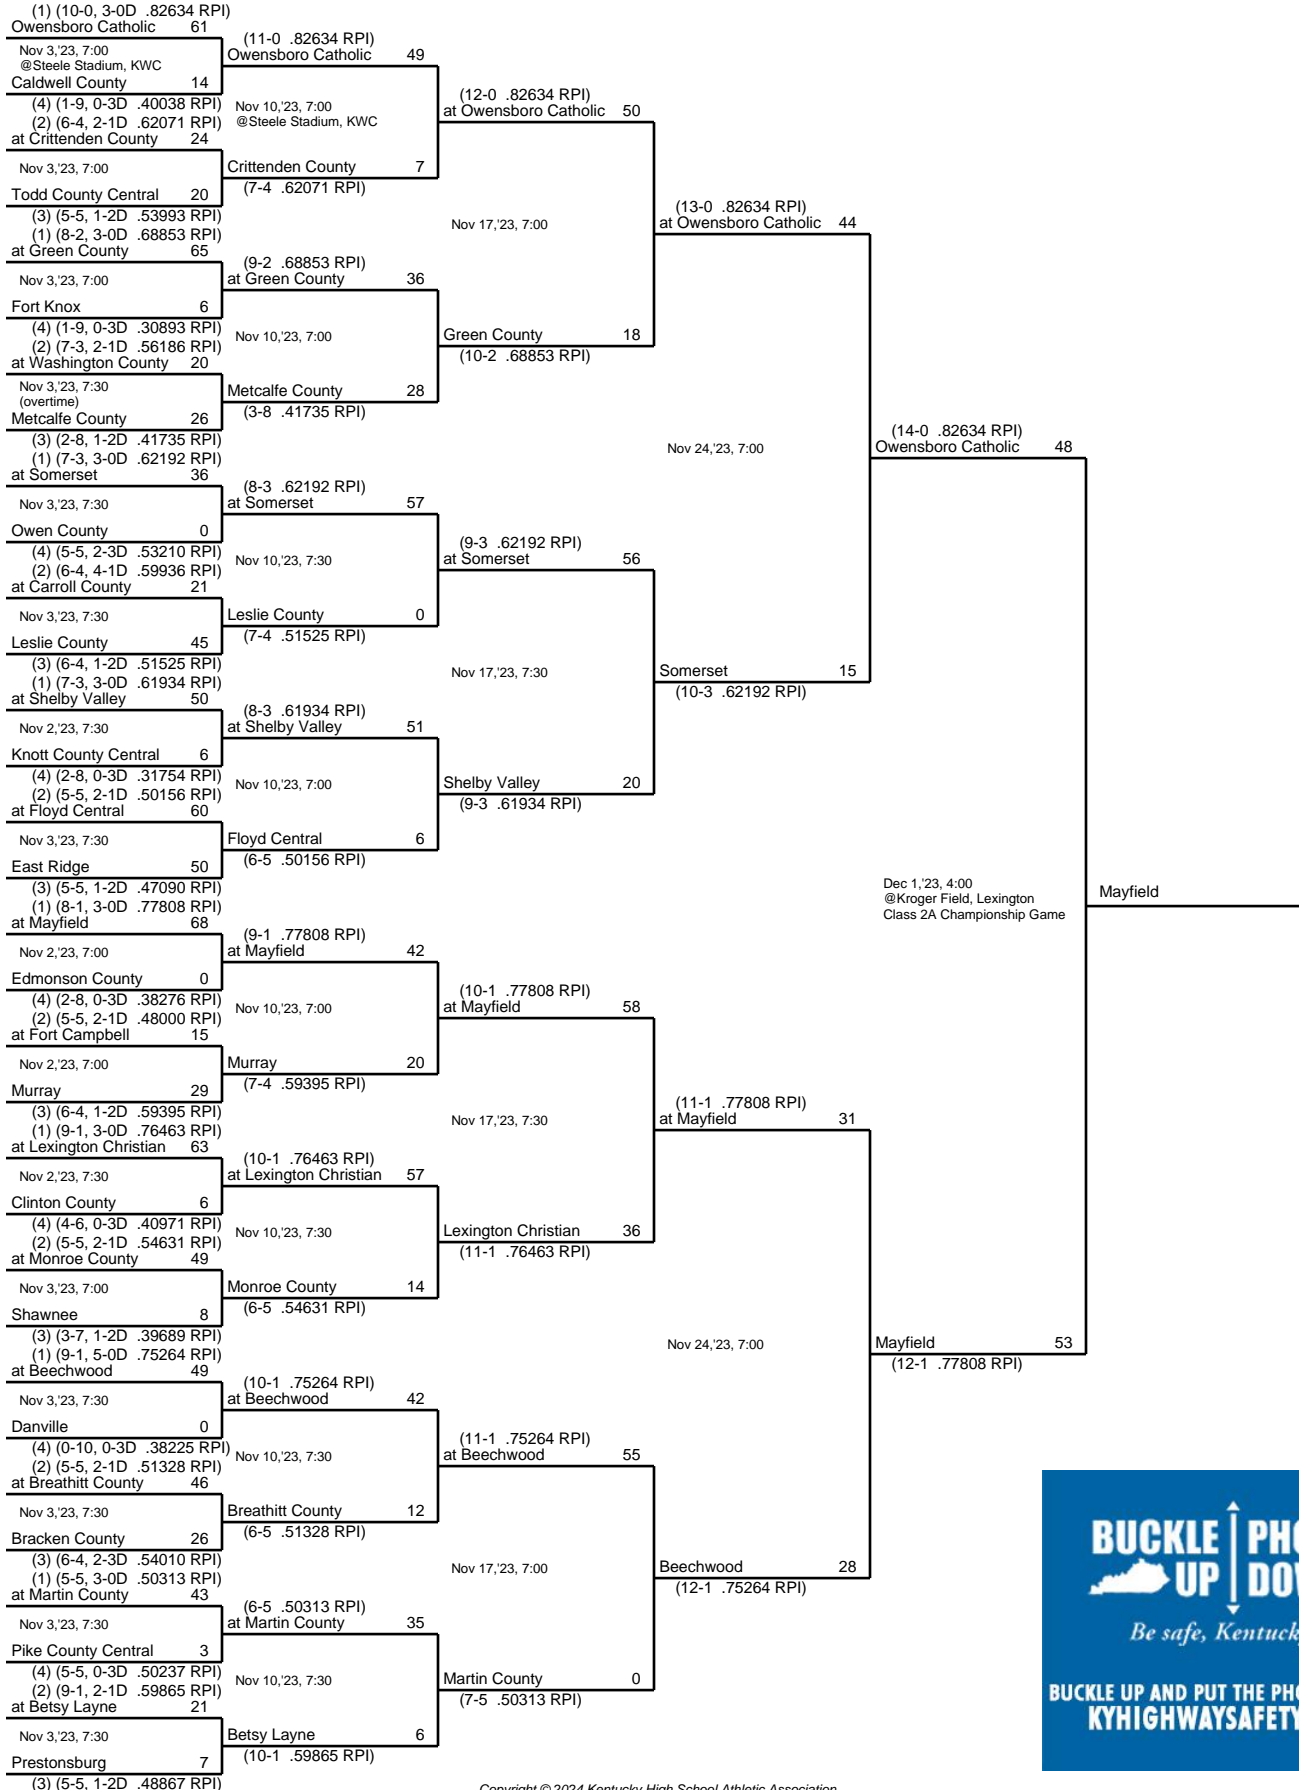 (1) (10-0, 3-0D .82634 RPI)
Owensboro Catholic 61
Nov 3,'23, 7:00
@Steele Stadium, KWC
Caldwell County 14
(4) (1-9, 0-3D .40038 RPI)
(2) (6-4, 2-1D .62071 RPI)
at Crittenden County 24
Nov 3,'23, 7:00
Todd County Central 20
(3) (5-5, 1-2D .53993 RPI)
(1) (8-2, 3-0D .68853 RPI)
at Green County 65
Nov 3,'23, 7:00
Fort Knox 6
(4) (1-9, 0-3D .30893 RPI)
(2) (7-3, 2-1D .56186 RPI)
at Washington County 20
Nov 3,'23, 7:30
(overtime)
Metcalfe County 26
(3) (2-8, 1-2D .41735 RPI)
(1) (7-3, 3-0D .62192 RPI)
at Somerset 36
Nov 3,'23, 7:30
Owen County 0
(4) (5-5, 2-3D .53210 RPI)
(2) (6-4, 4-1D .59936 RPI)
at Carroll County 21
Nov 3,'23, 7:30
Leslie County 45
(3) (6-4, 1-2D .51525 RPI)
(1) (7-3, 3-0D .61934 RPI)
at Shelby Valley 50
Nov 2,'23, 7:30
Knott County Central 6
(4) (2-8, 0-3D .31754 RPI)
(2) (5-5, 2-1D .50156 RPI)
at Floyd Central 60
Nov 3,'23, 7:30
East Ridge 50
(3) (5-5, 1-2D .47090 RPI)
(1) (8-1, 3-0D .77808 RPI)
at Mayfield 68
Nov 2,'23, 7:00
Edmonson County 0
(4) (2-8, 0-3D .38276 RPI)
(2) (5-5, 2-1D .48000 RPI)
at Fort Campbell 15
Nov 2,'23, 7:00
Murray 29
(3) (6-4, 1-2D .59395 RPI)
(1) (9-1, 3-0D .76463 RPI)
at Lexington Christian 63
Nov 2,'23, 7:30
Clinton County 6
(4) (4-6, 0-3D .40971 RPI)
(2) (5-5, 2-1D .54631 RPI)
at Monroe County 49
Nov 3,'23, 7:00
Shawnee 8
(3) (3-7, 1-2D .39689 RPI)
(1) (9-1, 5-0D .75264 RPI)
at Beechwood 49
Nov 3,'23, 7:30
Danville 0
(4) (0-10, 0-3D .38225 RPI)
(2) (5-5, 2-1D .51328 RPI)
at Breathitt County 46
Nov 3,'23, 7:30
Bracken County 26
(3) (6-4, 2-3D .54010 RPI)
(1) (5-5, 3-0D .50313 RPI)
at Martin County 43
Nov 3,'23, 7:30
Pike County Central 3
(4) (5-5, 0-3D .50237 RPI)
(2) (9-1, 2-1D .59865 RPI)
at Betsy Layne 21
Nov 3,'23, 7:30
Prestonsburg 7
(3) (5-5, 1-2D .48867 RPI)
(11-0 .82634 RPI)
Owensboro Catholic 49
Nov 10,'23, 7:00
@Steele Stadium, KWC
Crittenden County 7
(7-4 .62071 RPI)
(9-2 .68853 RPI)
at Green County 36
Nov 10,'23, 7:00
Metcalfe County 28
(3-8 .41735 RPI)
(8-3 .62192 RPI)
at Somerset 57
Nov 10,'23, 7:30
Leslie County 0
(7-4 .51525 RPI)
(8-3 .61934 RPI)
at Shelby Valley 51
Nov 10,'23, 7:00
Floyd Central 6
(6-5 .50156 RPI)
(9-1 .77808 RPI)
at Mayfield 42
Nov 10,'23, 7:00
Murray 20
(7-4 .59395 RPI)
(10-1 .76463 RPI)
at Lexington Christian 57
Nov 10,'23, 7:30
Monroe County 14
(6-5 .54631 RPI)
(10-1 .75264 RPI)
at Beechwood 42
Nov 10,'23, 7:30
Breathitt County 12
(6-5 .51328 RPI)
(6-5 .50313 RPI)
at Martin County 35
Nov 10,'23, 7:30
Betsy Layne 6
(10-1 .59865 RPI)
(12-0 .82634 RPI)
at Owensboro Catholic 50
Nov 17,'23, 7:00
Green County 18
(10-2 .68853 RPI)
(9-3 .62192 RPI)
at Somerset 56
Nov 17,'23, 7:30
Shelby Valley 20
(9-3 .61934 RPI)
(10-1 .77808 RPI)
at Mayfield 58
Nov 17,'23, 7:30
Lexington Christian 36
(11-1 .76463 RPI)
(11-1 .75264 RPI)
at Beechwood 55
Nov 17,'23, 7:00
Martin County 0
(7-5 .50313 RPI)
(13-0 .82634 RPI)
at Owensboro Catholic 44
Nov 24,'23, 7:00
Somerset 15
(10-3 .62192 RPI)
(11-1 .77808 RPI)
at Mayfield 31
Nov 24,'23, 7:00
Beechwood 28
(12-1 .75264 RPI)
(14-0 .82634 RPI)
Owensboro Catholic 48
Dec 1,'23, 4:00
@Kroger Field, Lexington
Class 2A Championship Game
Mayfield 53
(12-1 .77808 RPI)
Mayfield
BUCKLE UP
Be safe, Kentuck
BUCKLE UP AND PUT THE PH
KYHIGHWAYSAFETY
Copyright © 2024 Kentucky High School Athletic Association